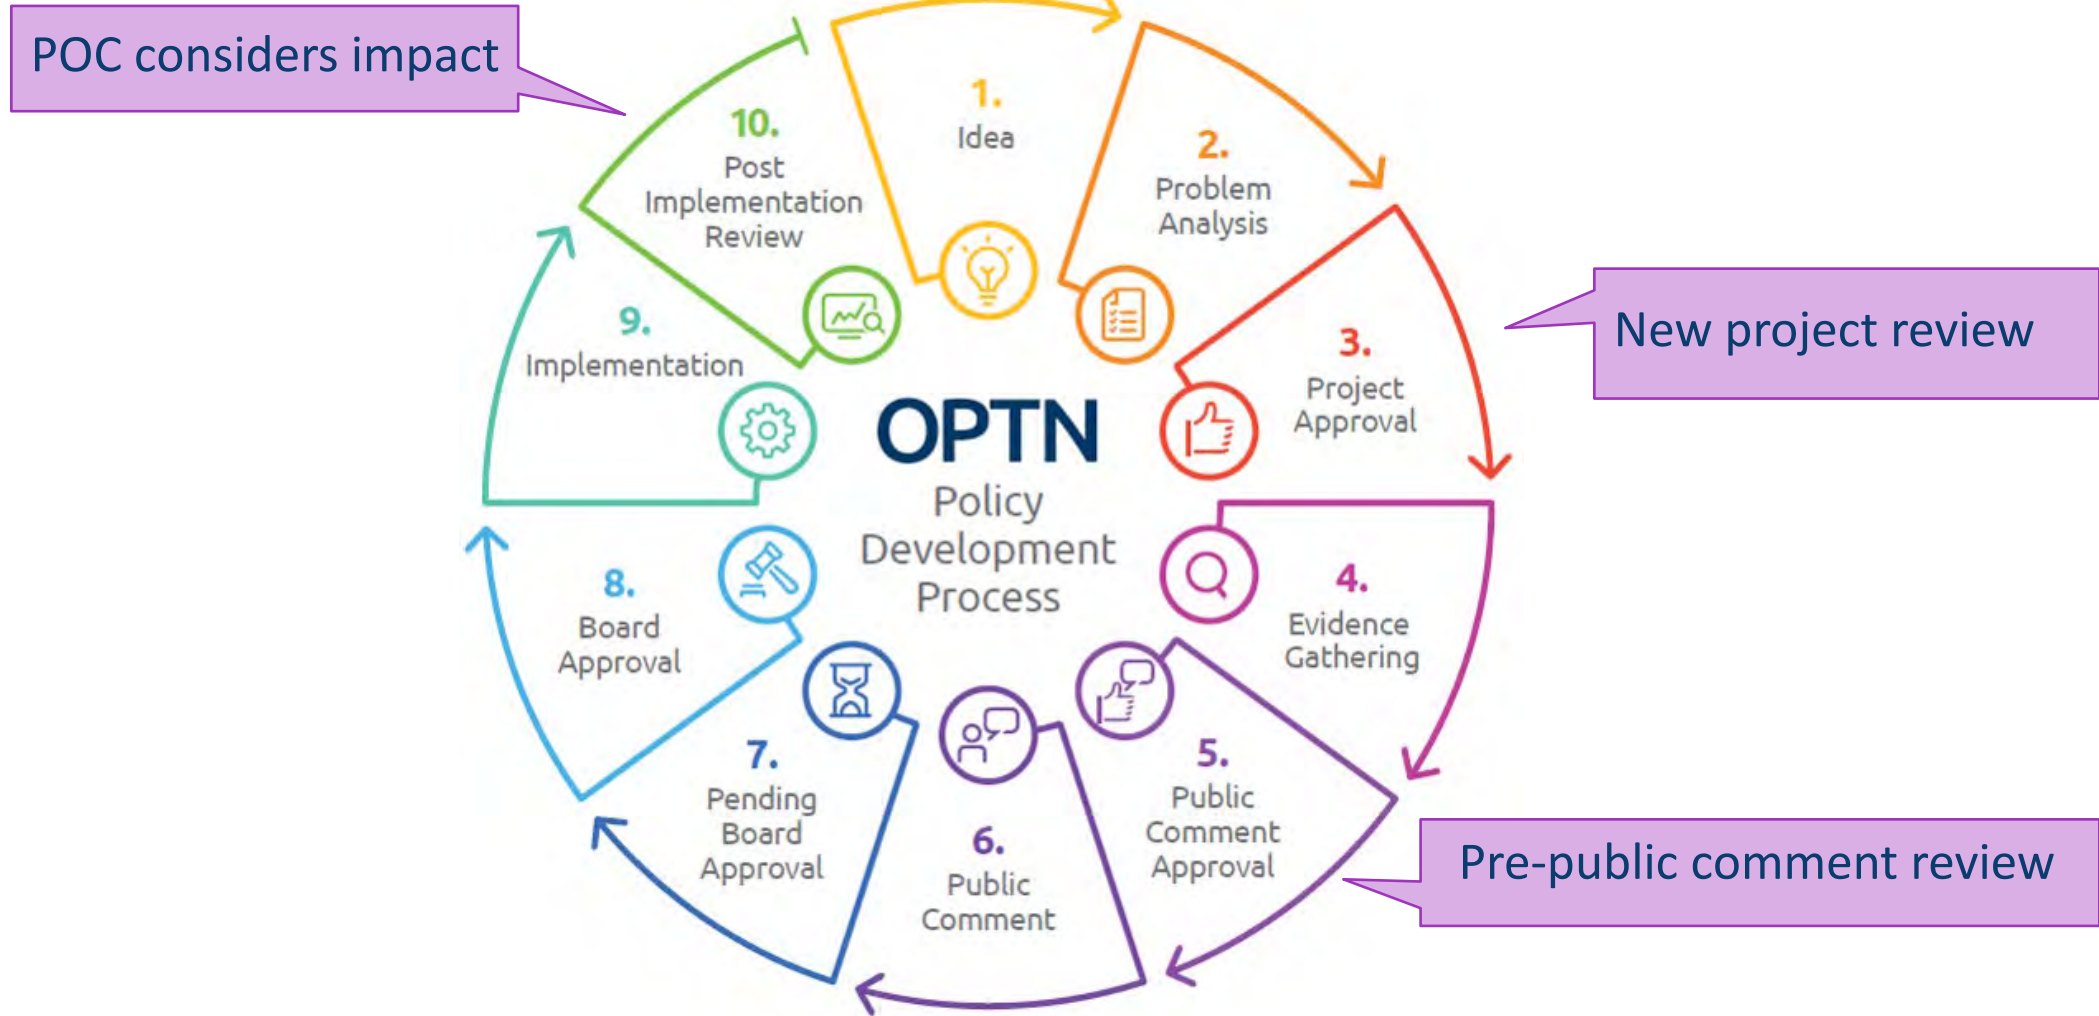 POC considers impact
1.
Idea
2.
Problem
Analysis
New project review
3.
Project
Approval
4.
Evidence
Gathering
5.
Public
Comment
Approval
Pre-public comment review
6.
Public
Comment
7.
Pending
Board
Approval
8.
Board
Approval
9.
Implementation
10.
Post
Implementation
Review
OPTN
Policy
Development
Process